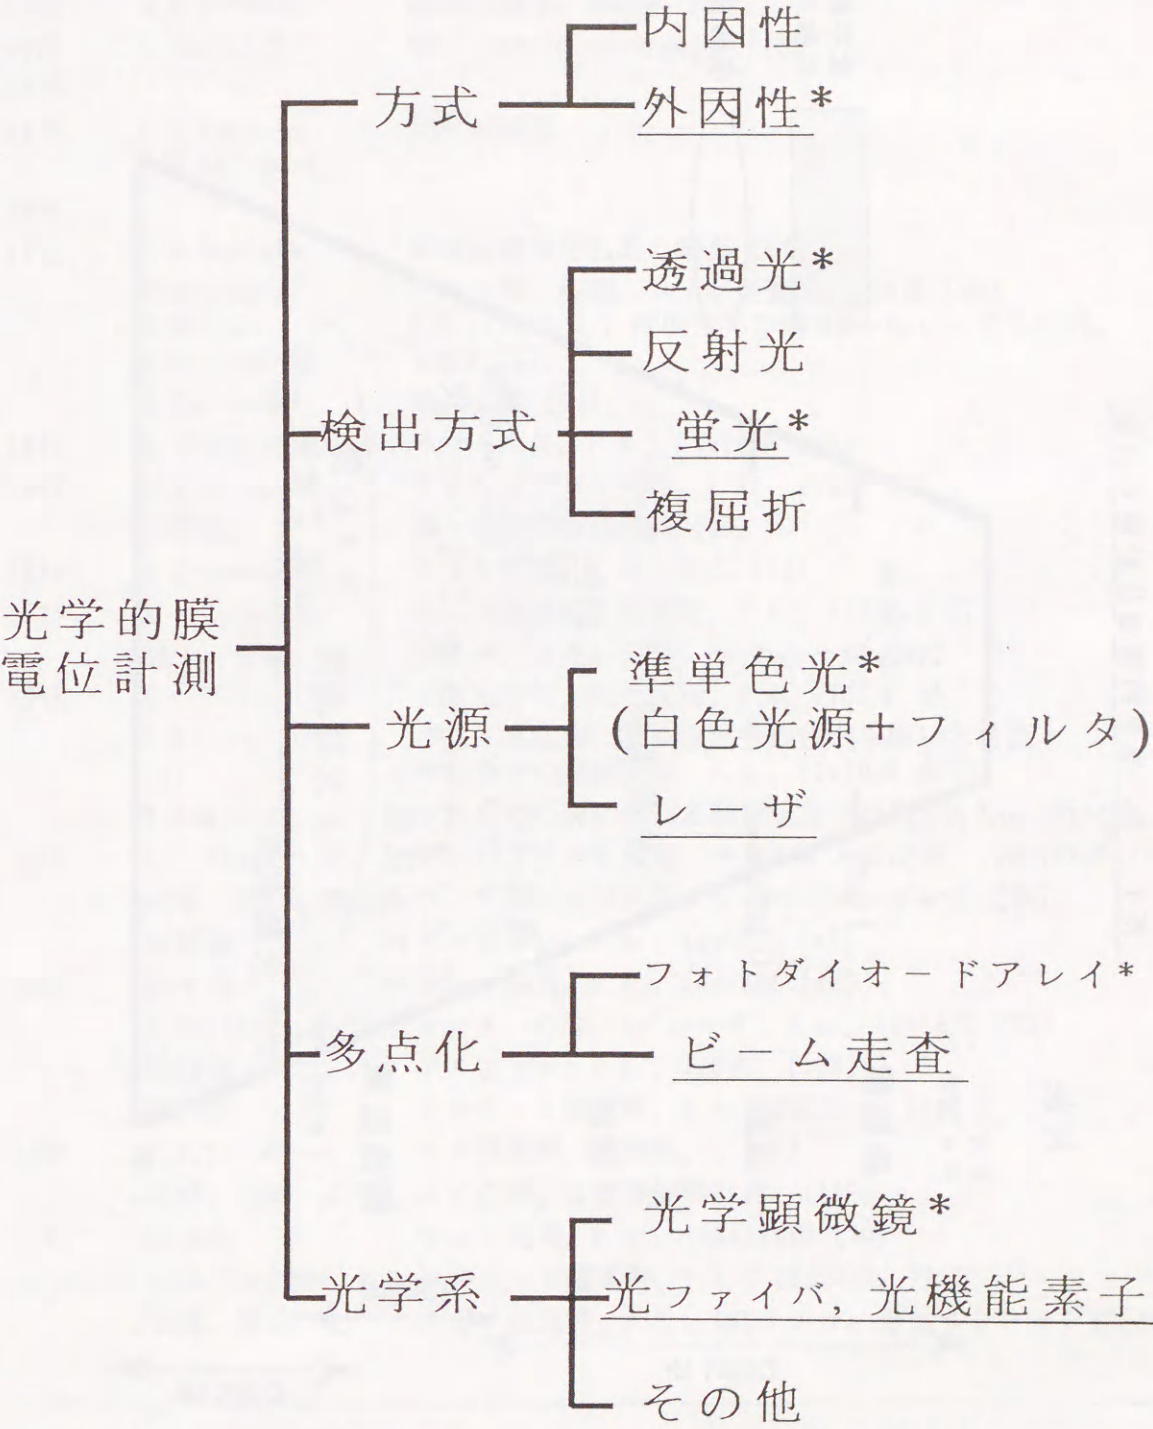 内因性
方式
外因性*
透過光*
反射光
検出方式
蛍光*
複屈折
光学的膜
電位計測
準単色光*
光源
(白色光源+フィルタ)
レーザ
フォトダイオードアレイ*
多点化
ビーム走査
光学顕微鏡*
光学系
光ファイバ, 光機能素子
その他